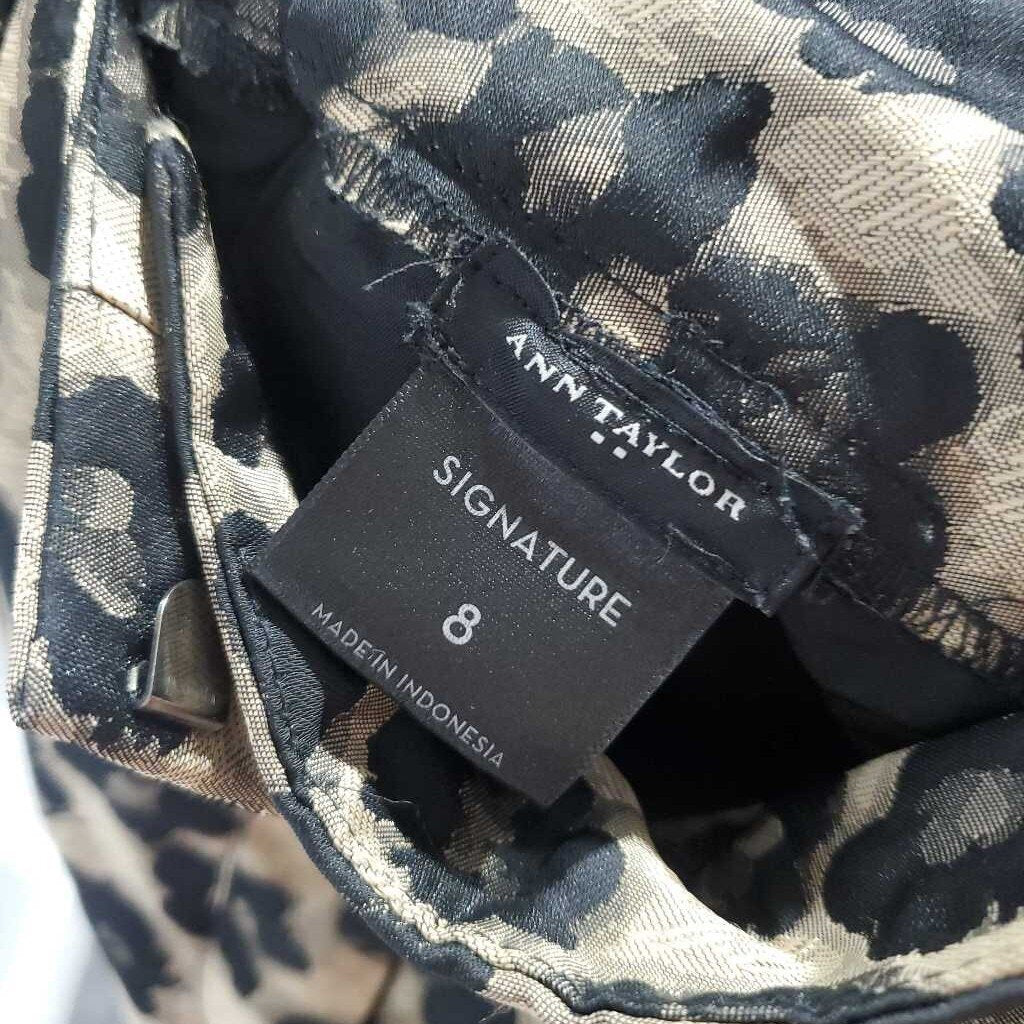 ANN TAYLOR
SIGNATURE
8
MADE IN INDONESIA